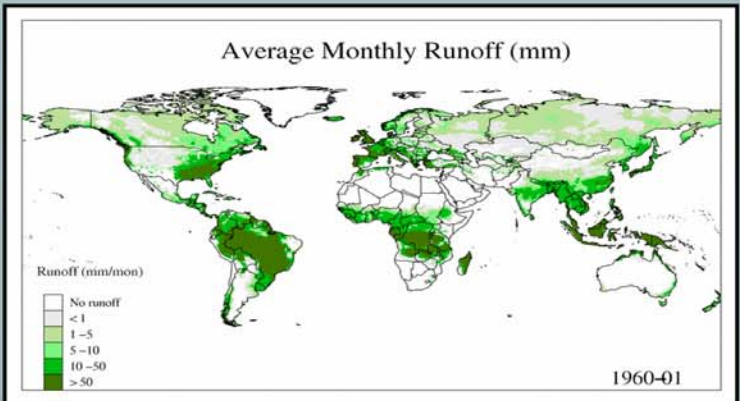 Average Monthly Runoff (mm)
Runoff (mm/mon)
No runoff
< 1
1 –5
5 –10
10 –50
> 50
1960-01